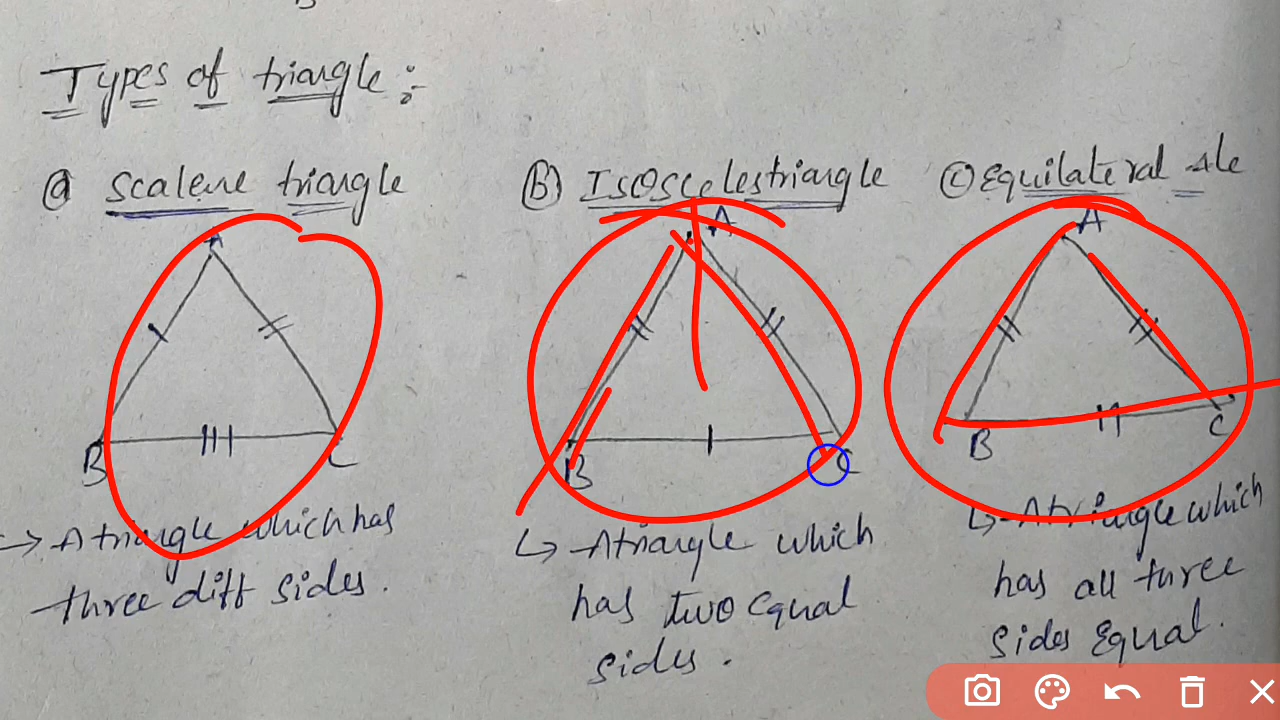 Types of triangle :-
(a) Scalene triangle
(B) Isosceles triangle
(C) Equilateral
A
A
A
B
C
B
C
B
C
→ A triangle which has
three diff sides.
↳ A triangle which
has two equal
sides.
↳ A triangle which
has all three
sides Equal.